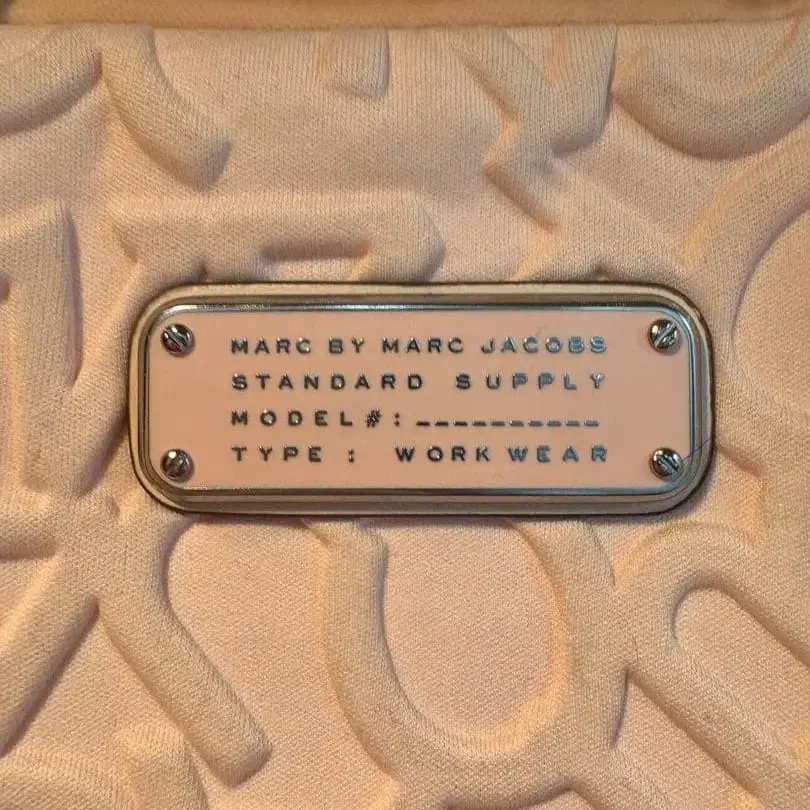 MARC BY MARC JACOBS
STANDARD SUPPLY
MODEL#: __________
TYPE : WORK WEAR